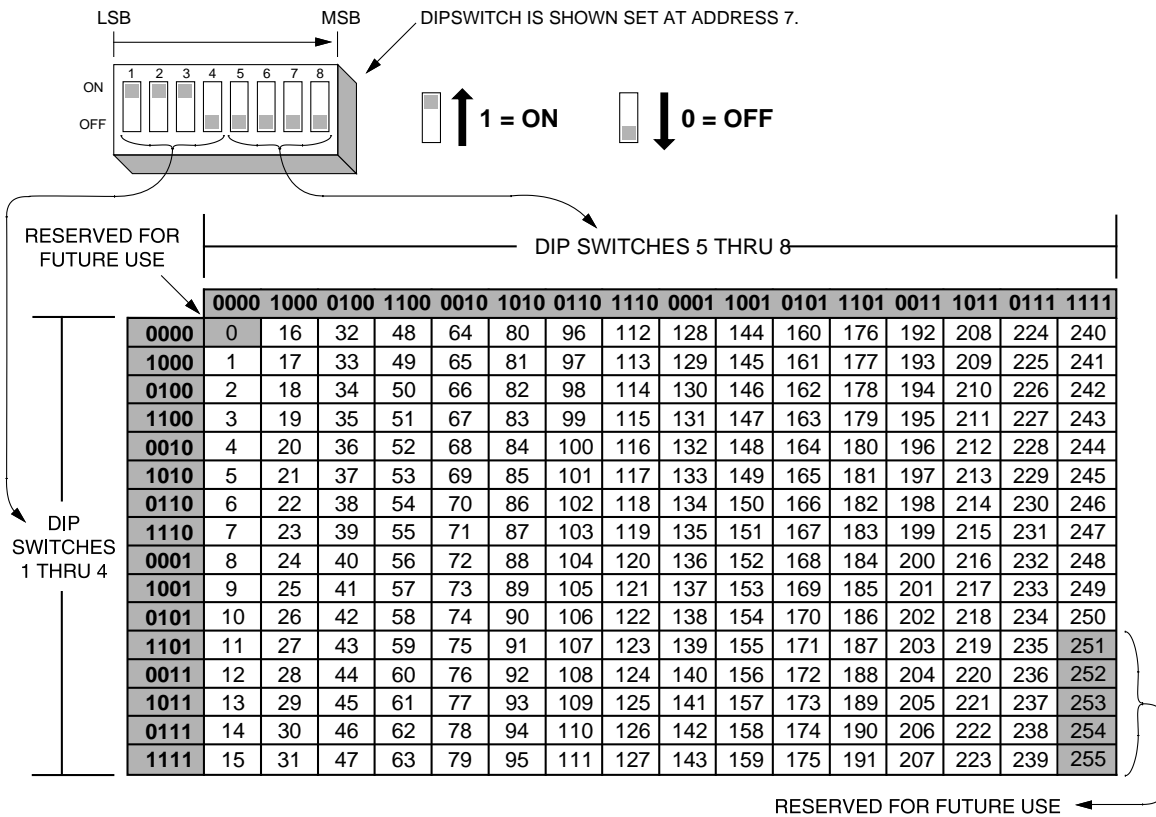 LSB MSB DIPSWITCH IS SHOWN SET AT ADDRESS 7.
1 2 3 4 5 6 7 8
ON
OFF
1 = ON 0 = OFF
RESERVED FOR
FUTURE USE
DIP SWITCHES 5 THRU 8
0000 1000 0100 1100 0010 1010 0110 1110 0001 1001 0101 1101 0011 1011 0111 1111
0000 0 16 32 48 64 80 96 112 128 144 160 176 192 208 224 240
1000 1 17 33 49 65 81 97 113 129 145 161 177 193 209 225 241
0100 2 18 34 50 66 82 98 114 130 146 162 178 194 210 226 242
1100 3 19 35 51 67 83 99 115 131 147 163 179 195 211 227 243
0010 4 20 36 52 68 84 100 116 132 148 164 180 196 212 228 244
1010 5 21 37 53 69 85 101 117 133 149 165 181 197 213 229 245
0110 6 22 38 54 70 86 102 118 134 150 166 182 198 214 230 246
1110 7 23 39 55 71 87 103 119 135 151 167 183 199 215 231 247
0001 8 24 40 56 72 88 104 120 136 152 168 184 200 216 232 248
1001 9 25 41 57 73 89 105 121 137 153 169 185 201 217 233 249
0101 10 26 42 58 74 90 106 122 138 154 170 186 202 218 234 250
1101 11 27 43 59 75 91 107 123 139 155 171 187 203 219 235 251
0011 12 28 44 60 76 92 108 124 140 156 172 188 204 220 236 252
1011 13 29 45 61 77 93 109 125 141 157 173 189 205 221 237 253
0111 14 30 46 62 78 94 110 126 142 158 174 190 206 222 238 254
1111 15 31 47 63 79 95 111 127 143 159 175 191 207 223 239 255
DIP
SWITCHES
1 THRU 4
RESERVED FOR FUTURE USE